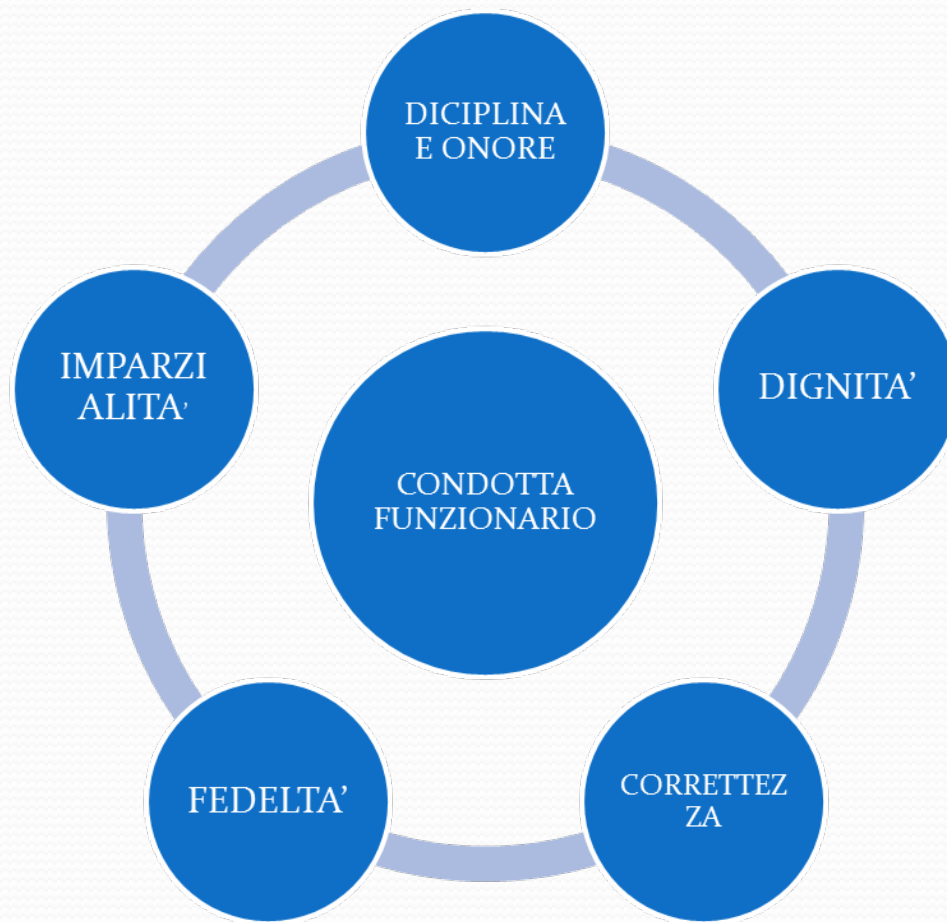 DICIPLINA
E ONORE
IMPARZI
ALITA’
DIGNITA’
CONDOTTA
FUNZIONARIO
FEDELTA’
CORRETTEZ
ZA